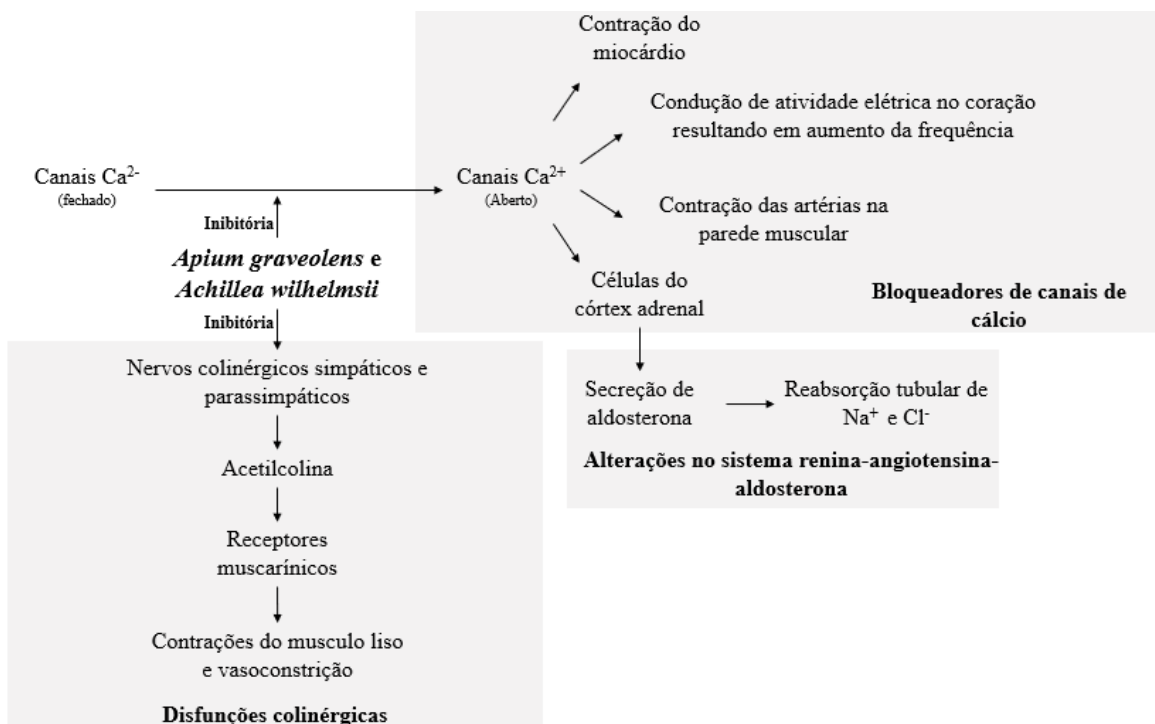 Contração do
miocárdio
Condução de atividade elétrica no coração
resultando em aumento da frequência
Canais Ca²⁻
(fechado)
Canais Ca²⁺
(Aberto)
Contração das artérias na
parede muscular
Inibitória
Apium graveolens e
Achillea wilhelmsii
Inibitória
Células do
córtex adrenal
Bloqueadores de canais de
cálcio
Nervos colinérgicos simpáticos e
parassimpáticos
Acetilcolina
Receptores
muscarínicos
Contrações do musculo liso
e vasoconstrição
Disfunções colinérgicas
Secreção de
aldosterona
Reabsorção tubular de
Na⁺ e Cl⁻
Alterações no sistema renina-angiotensina-
aldosterona